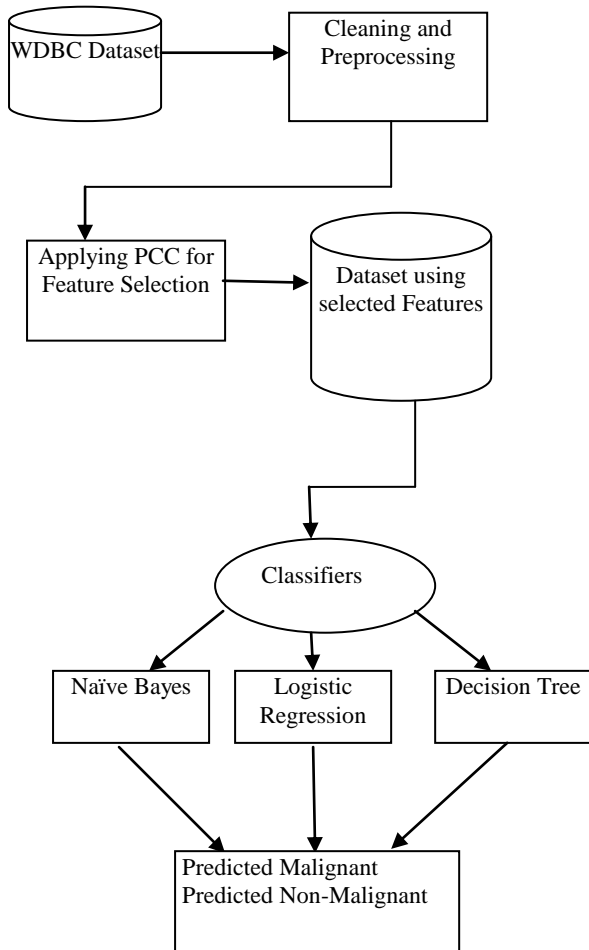 WDBC Dataset
Cleaning and
Preprocessing
Applying PCC for
Feature Selection
Dataset using
selected Features
Classifiers
Naïve Bayes
Logistic
Regression
Decision Tree
Predicted Malignant
Predicted Non-Malignant